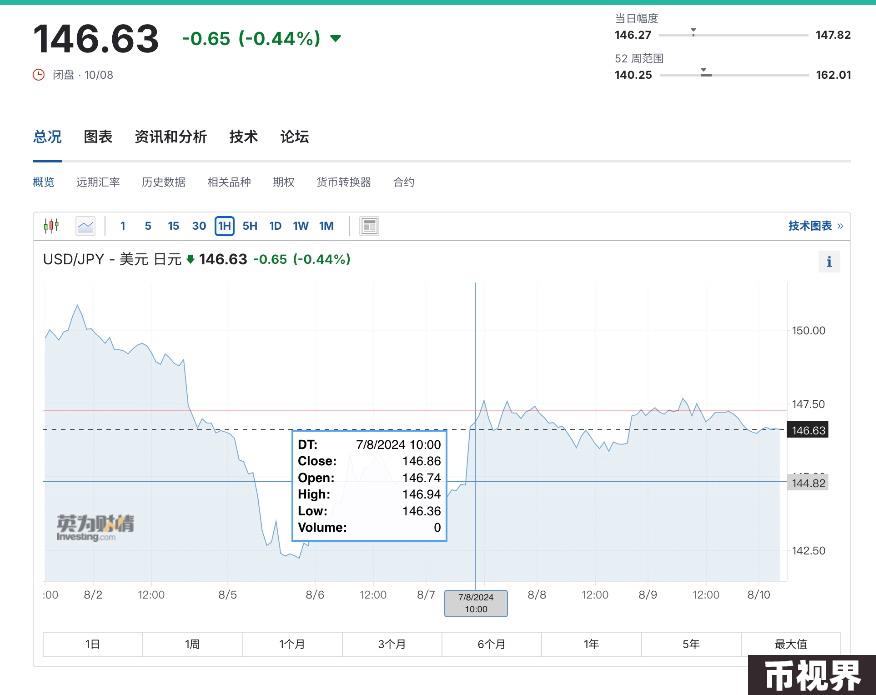 146.63 -0.65 (-0.44%)
闭盘 · 10/08
当日幅度
146.27 147.82
52 周范围
140.25 162.01
总况 图表 资讯和分析 技术 论坛
概览 远期汇率 历史数据 相关品种 期权 货币转换器 合约
1 5 15 30 1H 5H 1D 1W 1M 技术图表 »
USD/JPY - 美元 日元 146.63 -0.65 (-0.44%)
i
150.00
147.50
146.63
144.82
142.50
DT: 7/8/2024 10:00
Close: 146.86
Open: 146.74
High: 146.94
Low: 146.36
Volume: 0
英为财情
Investing.com
:00 8/2 12:00 8/5 8/6 12:00 8/7 7/8/2024 8/8 12:00 8/9 12:00 8/10
10:00
1日 1周 1个月 3个月 6个月 1年 5年 最大值
币视界